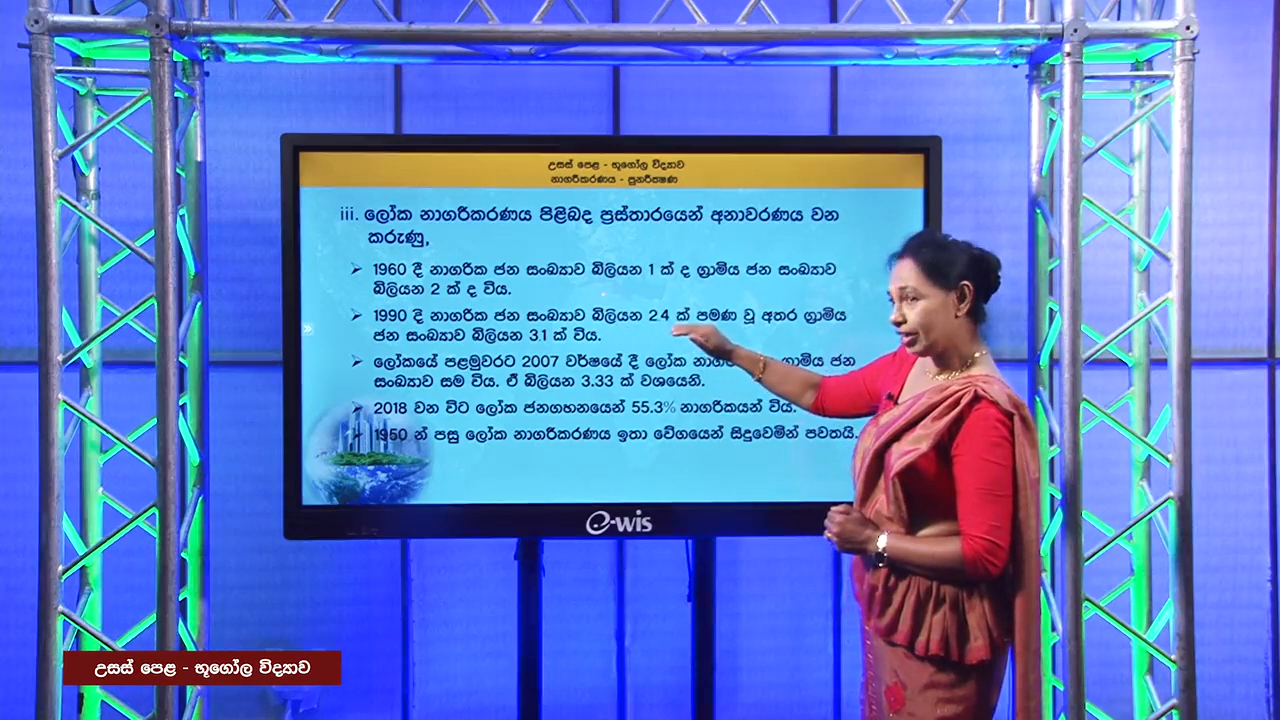 උසස් පෙළ - භූගෝල විද්‍යාව
නාගරීකරණය - පුනරීක්ෂණ
iii. ලෝක නාගරීකරණය පිළිබඳ ප්‍රස්තාරයෙන් අනාවරණය වන
කරුණු,
➢ 1960 දී නාගරික ජන සංඛ්‍යාව බිලියන 1 ක් ද ග්‍රාමිය ජන සංඛ්‍යාව
බිලියන 2 ක් ද විය.
➢ 1990 දී නාගරික ජන සංඛ්‍යාව බිලියන 2.4 ක් පමණ වූ අතර ග්‍රාමිය
ජන සංඛ්‍යාව බිලියන 3.1 ක් විය.
➢ ලෝකයේ පළමුවරට 2007 වර්ෂයේ දී ලෝක ග්‍රාමිය ජන
සංඛ්‍යාව සම විය. ඒ බිලියන 3.33 ක් වශයෙනි.
➢ 2018 වන විට ලෝක ජනගහනයෙන් 55.3% නාගරිකයන් විය.
➢ 1950 න් පසු ලෝක නාගරීකරණය ඉතා වේගයෙන් සිදුවෙමින් පවතයි.
e-wis
උසස් පෙළ - භූගෝල විද්‍යාව